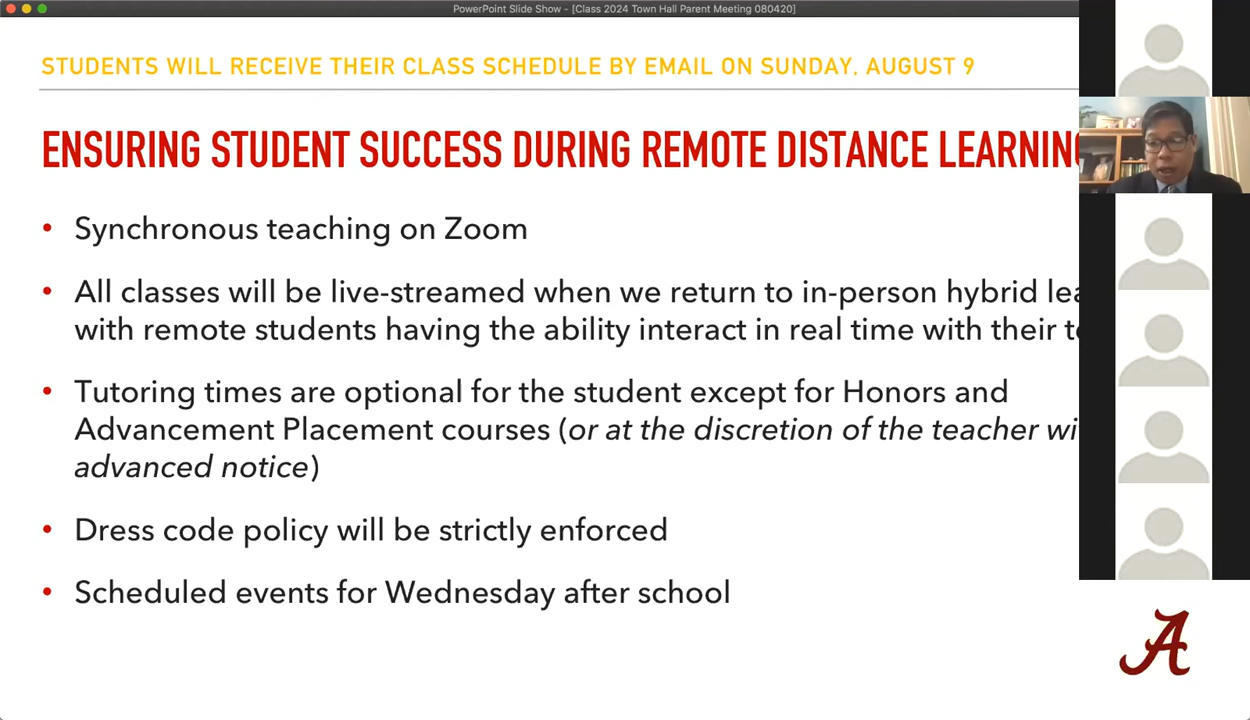 PowerPoint Slide Show - [Class 2024 Town Hall Parent Meeting 080420]
STUDENTS WILL RECEIVE THEIR CLASS SCHEDULE BY EMAIL ON SUNDAY, AUGUST 9
ENSURING STUDENT SUCCESS DURING REMOTE DISTANCE LEARNING
• Synchronous teaching on Zoom
• All classes will be live-streamed when we return to in-person hybrid
with remote students having the ability interact in real time with their
• Tutoring times are optional for the student except for Honors and
Advancement Placement courses (or at the discretion of the teacher
advanced notice)
• Dress code policy will be strictly enforced
• Scheduled events for Wednesday after school
A